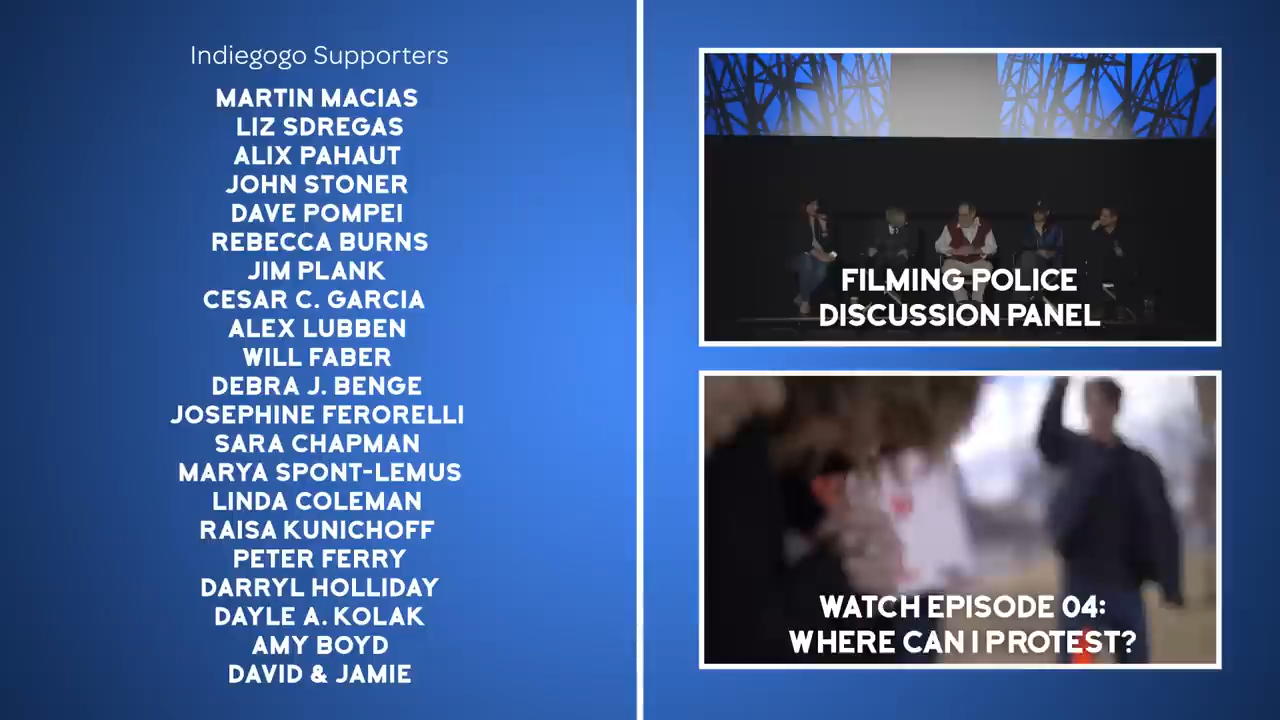 Indiegogo Supporters
MARTIN MACIAS
LIZ SDREGAS
ALIX PAHAUT
JOHN STONER
DAVE POMPEI
REBECCA BURNS
JIM PLANK
CESAR C. GARCIA
ALEX LUBBEN
WILL FABER
DEBRA J. BENGE
JOSEPHINE FERORELLI
SARA CHAPMAN
MARYA SPONT-LEMUS
LINDA COLEMAN
RAISA KUNICHOFF
PETER FERRY
DARRYL HOLLIDAY
DAYLE A. KOLAK
AMY BOYD
DAVID & JAMIE
FILMING POLICE
DISCUSSION PANEL
WATCH EPISODE 04:
WHERE CAN I PROTEST?